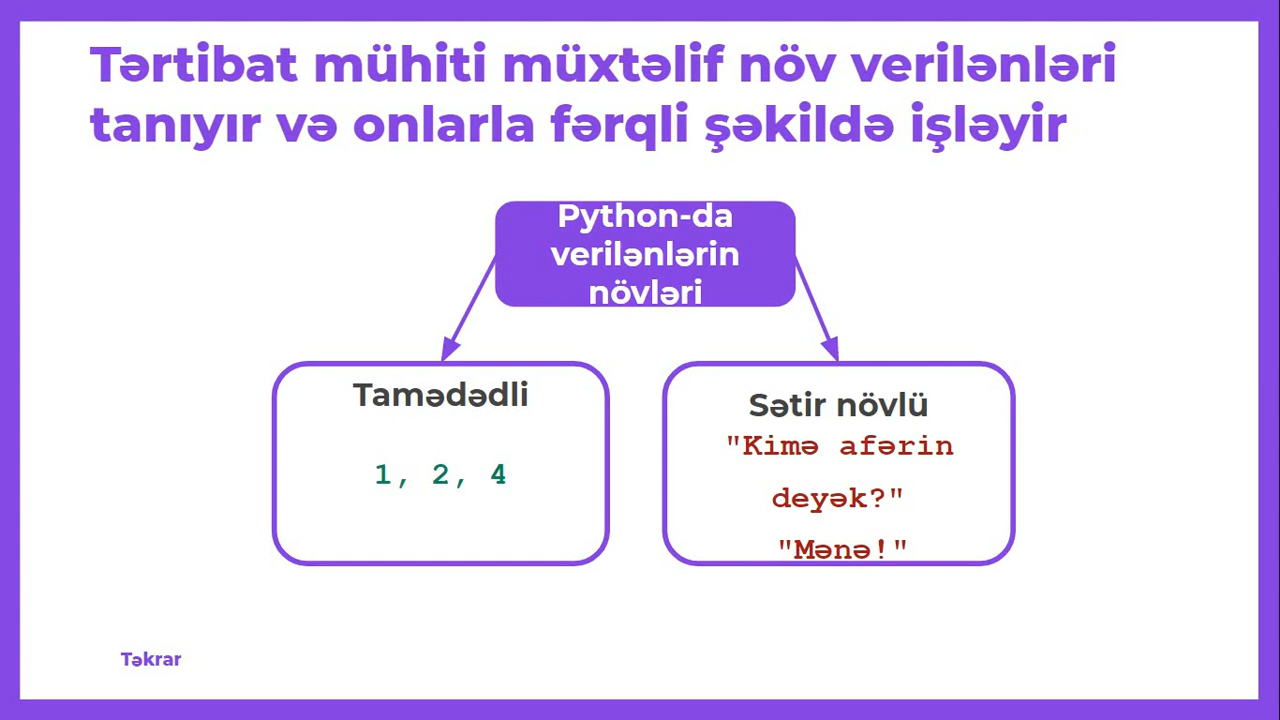 Tərtibat mühiti müxtəlif növ verilənləri
tanıyır və onlarla fərqli şəkildə işləyir
Python-da
verilənlərin
növləri
Tamədədli
1, 2, 4
Sətir növlü
"Kimə afərin
deyək?"
"Mənə!"
Təkrar